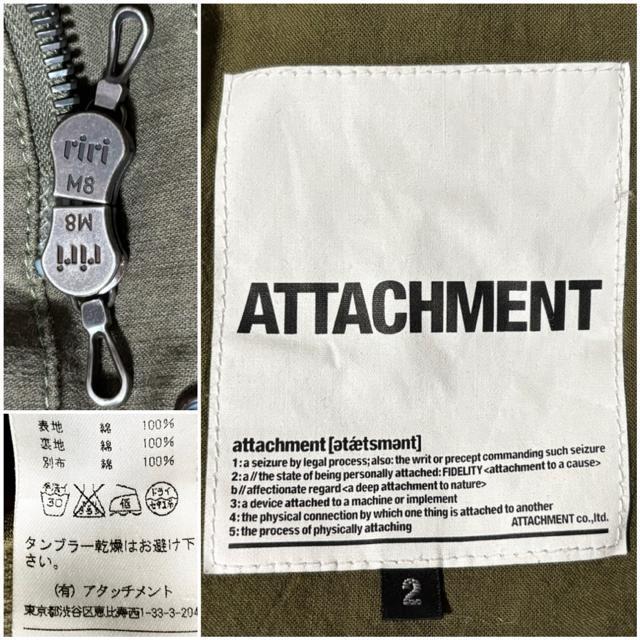 riri
M8
M8
riri
ATTACHMENT
attachment [ətǽtʃmənt]
1: a seizure by legal process; also: the writ or precept commanding such seizure
2: a // the state of being personally attached: FIDELITY <attachment to a cause>
b // affectionate regard <a deep attachment to nature>
3: a device attached to a machine or implement
4: the physical connection by which one thing is attached to another
5: the process of physically attaching
ATTACHMENT co.,ltd.
2
表地 綿 100%
裏地 綿 100%
別布 綿 100%
30 低 ドライ
タンブラー乾燥はお避け下
さい。
(有) アタッチメント
東京都渋谷区恵比寿西1-33-3-204